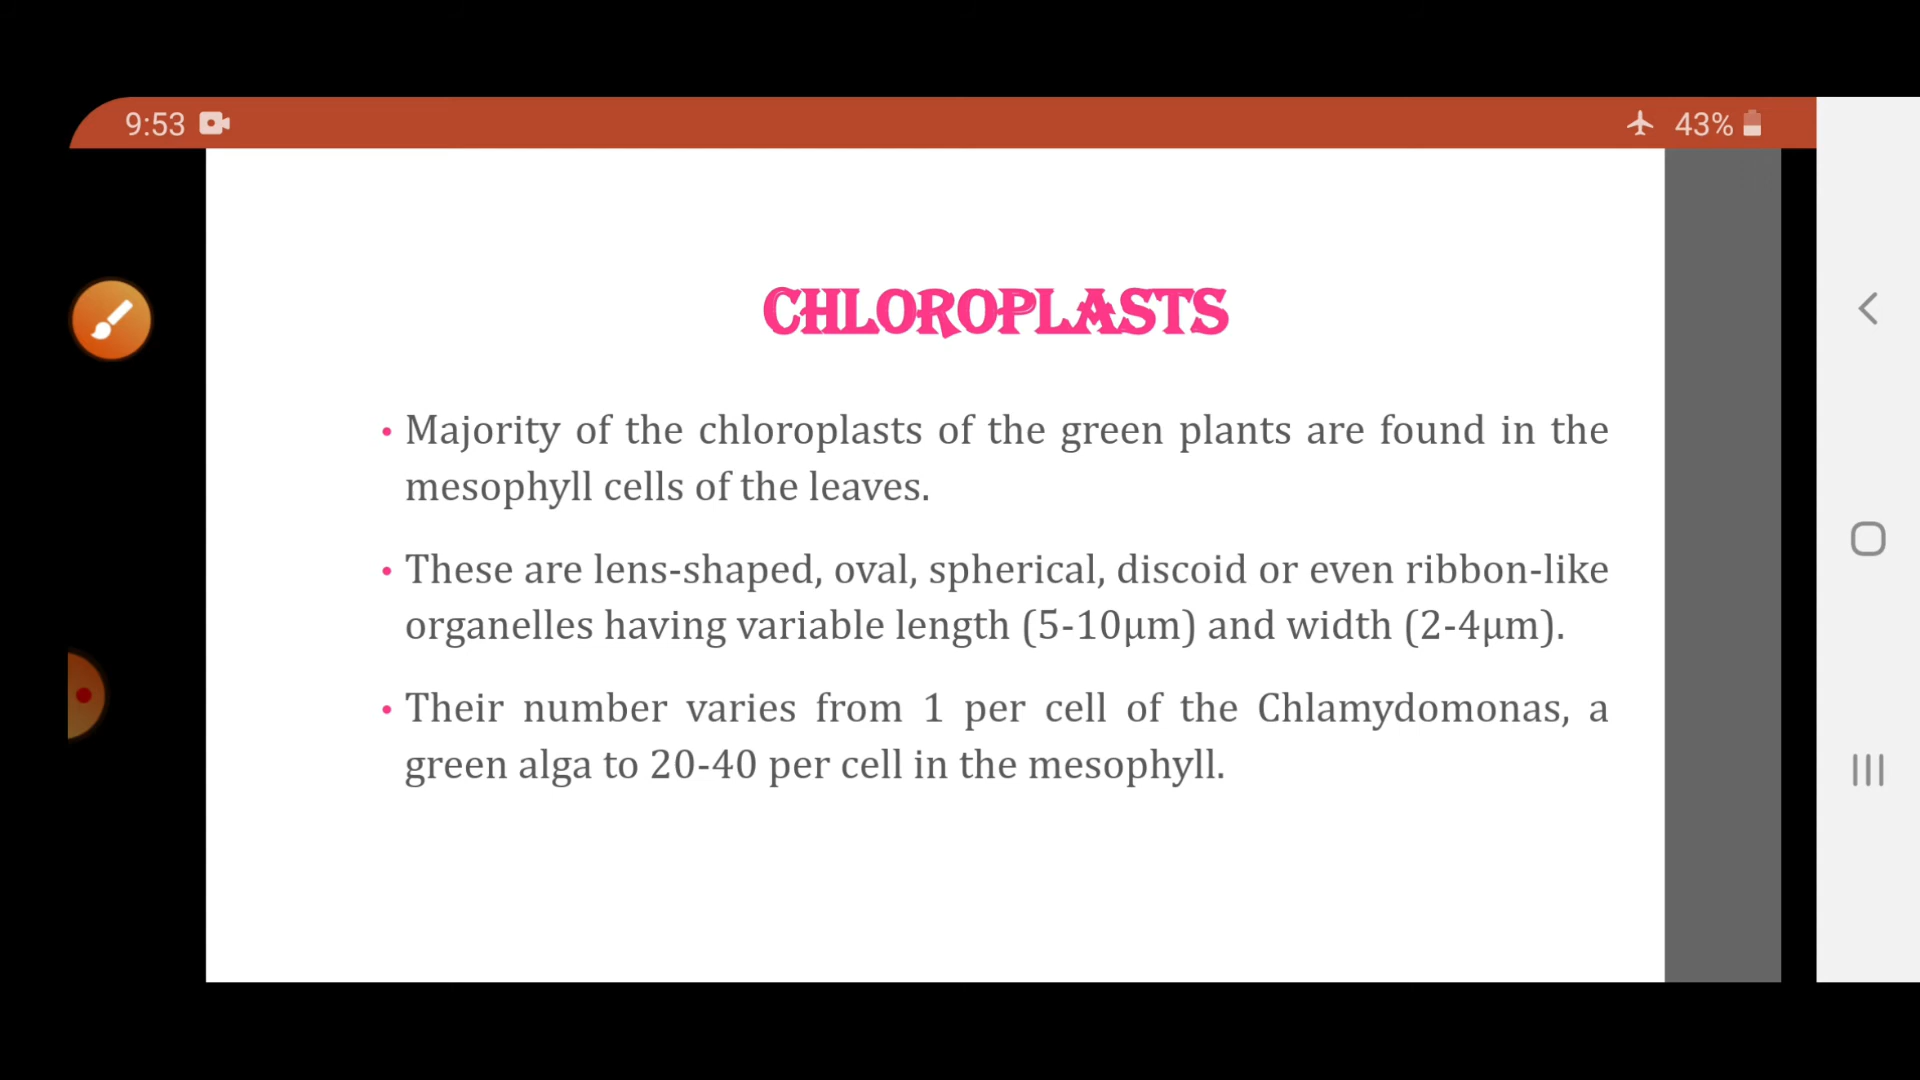 9:53
43%
CHLOROPLASTS
• Majority of the chloroplasts of the green plants are found in the
mesophyll cells of the leaves.
• These are lens-shaped, oval, spherical, discoid or even ribbon-like
organelles having variable length (5-10µm) and width (2-4µm).
• Their number varies from 1 per cell of the Chlamydomonas, a
green alga to 20-40 per cell in the mesophyll.